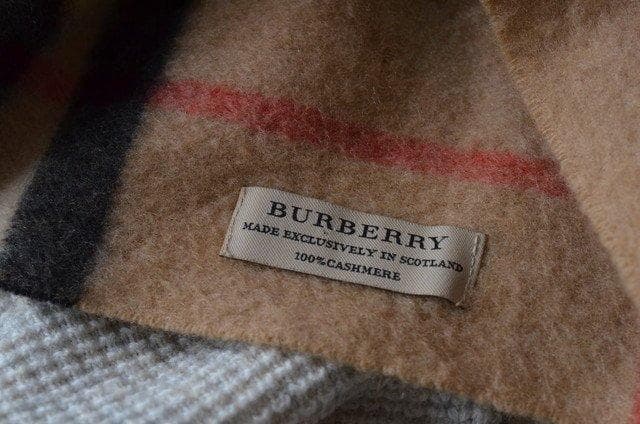 BURBERRY
MADE EXCLUSIVELY IN SCOTLAND
100%CASHMERE